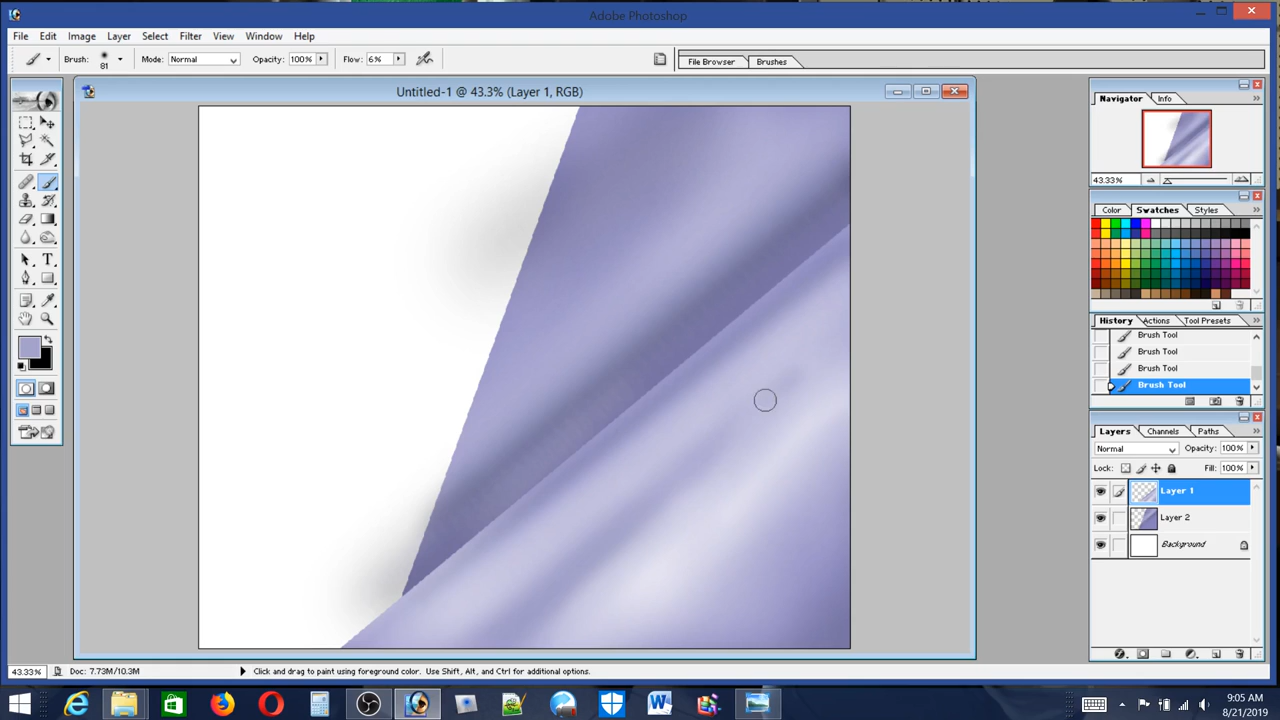 Adobe Photoshop
File Edit Image Layer Select Filter View Window Help
Brush: 81 Mode: Normal Opacity: 100% Flow: 6% File Browser Brushes
Untitled-1 @ 43.3% (Layer 1, RGB)
Navigator Info
43.33%
Color Swatches Styles
History Actions Tool Presets
Brush Tool
Brush Tool
Brush Tool
Brush Tool
Layers Channels Paths
Normal Opacity: 100%
Lock: Fill: 100%
Layer 1
Layer 2
Background
43.33% Doc: 7.73M/10.3M Click and drag to paint using foreground color. Use Shift, Alt, and Ctrl for additional options.
9:05 AM
8/21/2019